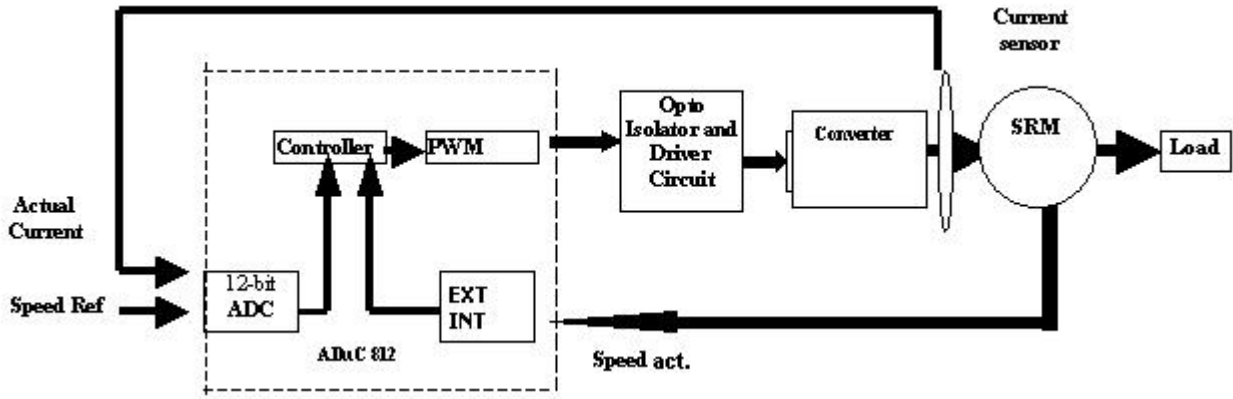 Current
sensor
Opto
Isolator and
Driver
Circuit
Converter
SRM
Load
Controller
PWM
Actual
Current
Speed Ref
12-bit
ADC
EXT
INT
ADuC 812
Speed act.